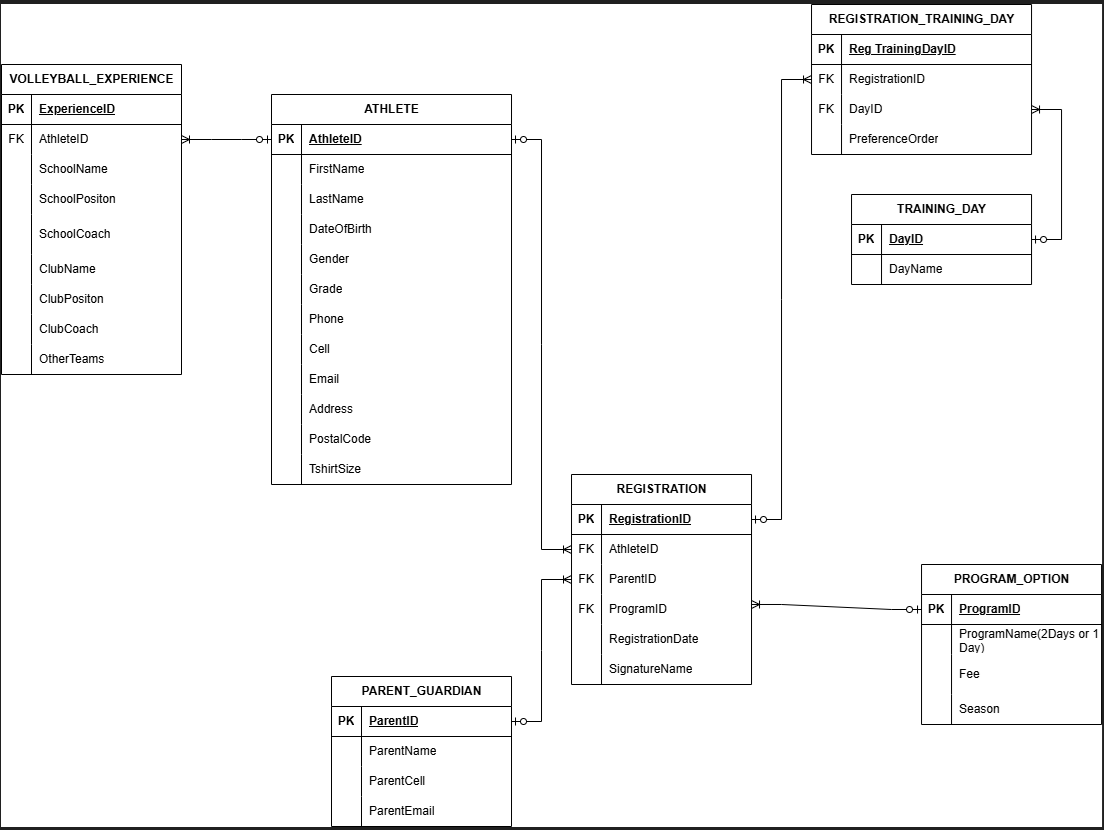 REGISTRATION_TRAINING_DAY
PK Reg TrainingDayID
FK RegistrationID
FK DayID
PreferenceOrder
VOLLEYBALL_EXPERIENCE
PK ExperienceID
FK AthleteID
SchoolName
SchoolPositon
SchoolCoach
ClubName
ClubPositon
ClubCoach
OtherTeams
ATHLETE
PK AthleteID
FirstName
LastName
DateOfBirth
Gender
Grade
Phone
Cell
Email
Address
PostalCode
TshirtSize
TRAINING_DAY
PK DayID
DayName
REGISTRATION
PK RegistrationID
FK AthleteID
FK ParentID
FK ProgramID
RegistrationDate
SignatureName
PROGRAM_OPTION
PK ProgramID
ProgramName(2Days or 1
Day)
Fee
Season
PARENT_GUARDIAN
PK ParentID
ParentName
ParentCell
ParentEmail